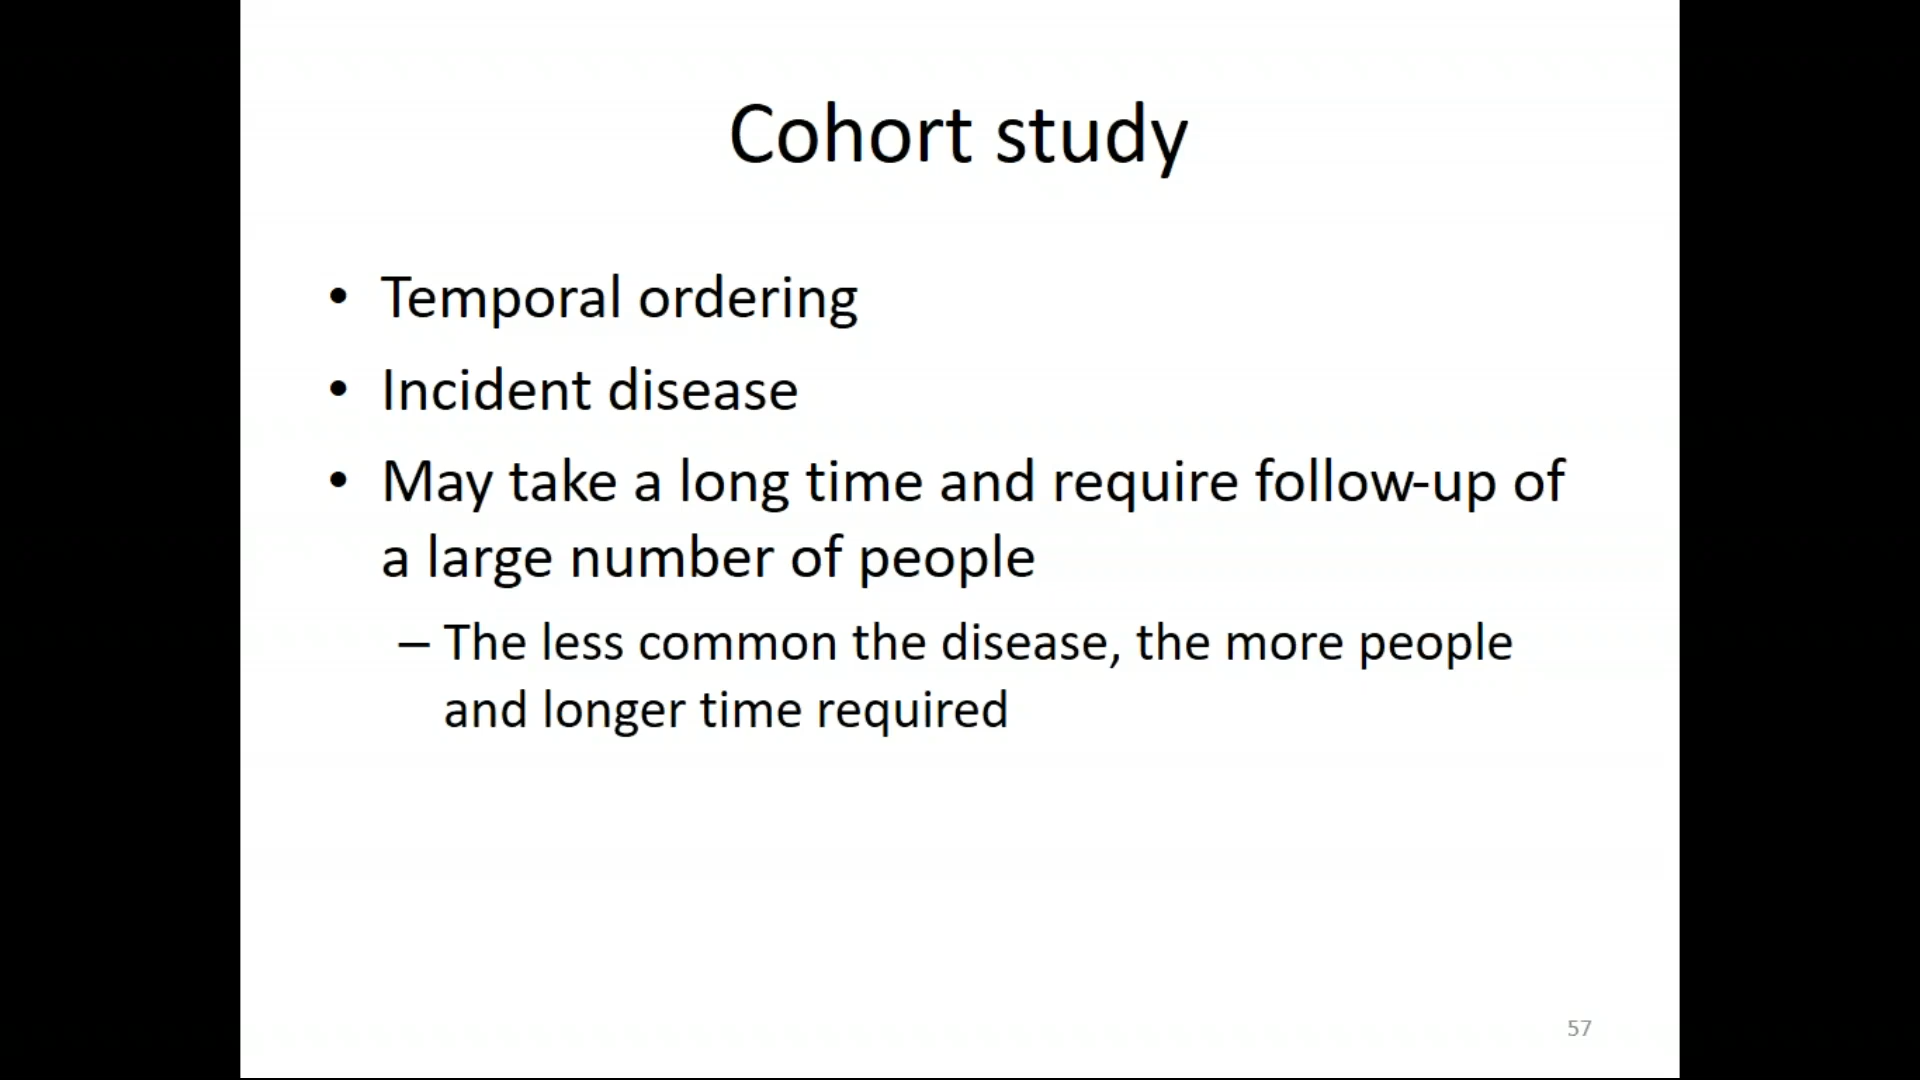 Cohort study
• Temporal ordering
• Incident disease
• May take a long time and require follow-up of
a large number of people
– The less common the disease, the more people
and longer time required
57